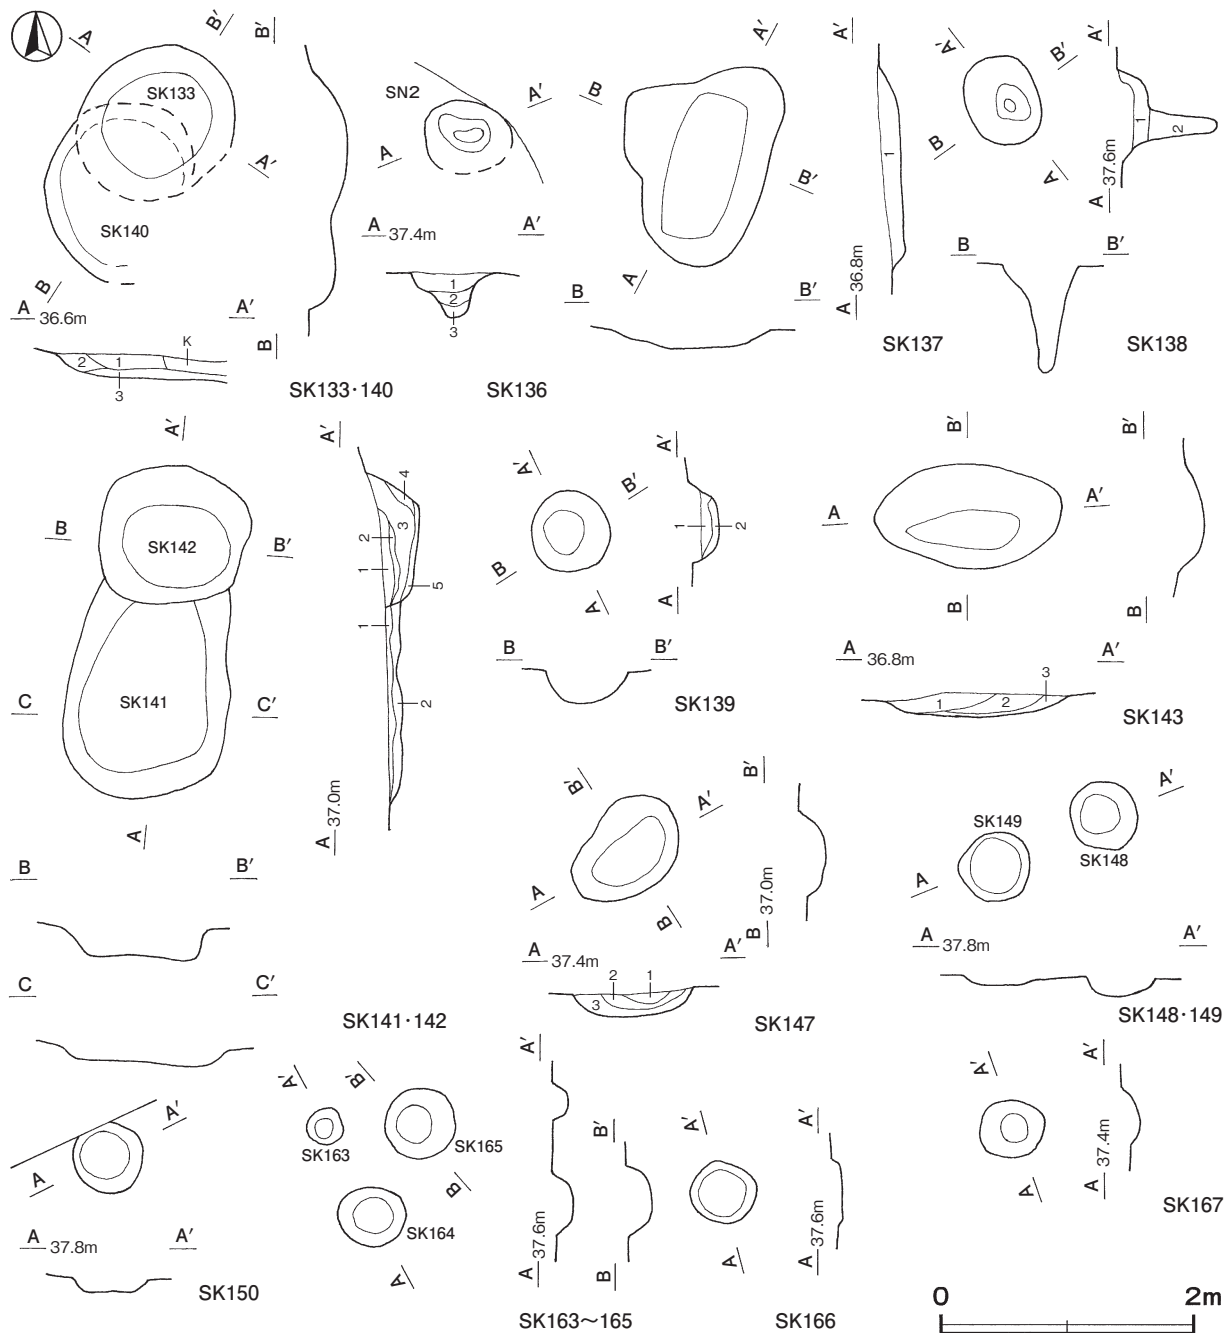 A
B′
B′
SK133
SK140
A′
B
A 36.6m
A′
B
K
2
1
3
SK133・140
SN2
A′
A
A 37.4m
A′
1
2
3
SK136
A′
B
B′
A
B
B′
A′
1
A 36.8m
SK137
A′
B′
B
A
A′
1
2
A 37.6m
B
B′
SK138
A′
B
SK142
B′
C
SK141
C′
A
B
B′
C
C′
A′
4
3
2
1
5
1
2
A 37.0m
SK141・142
A′
B′
B
A
A′
1
2
A
B
B′
SK139
B′
A
A′
B
B′
B
A 36.8m
A′
3
1
2
SK143
B′
A′
A
B
B′
B 37.0m
A 37.4m
A′
2
1
3
SK147
A′
SK149
SK148
A
A 37.8m
A′
SK148・149
A′
A
A 37.8m
A′
SK150
A′
B′
SK163
SK165
B
SK164
A
A′
A 37.6m
B′
B
SK163～165
A′
A
A′
A 37.6m
SK166
A′
A
A′
A 37.4m
SK167
0
2m